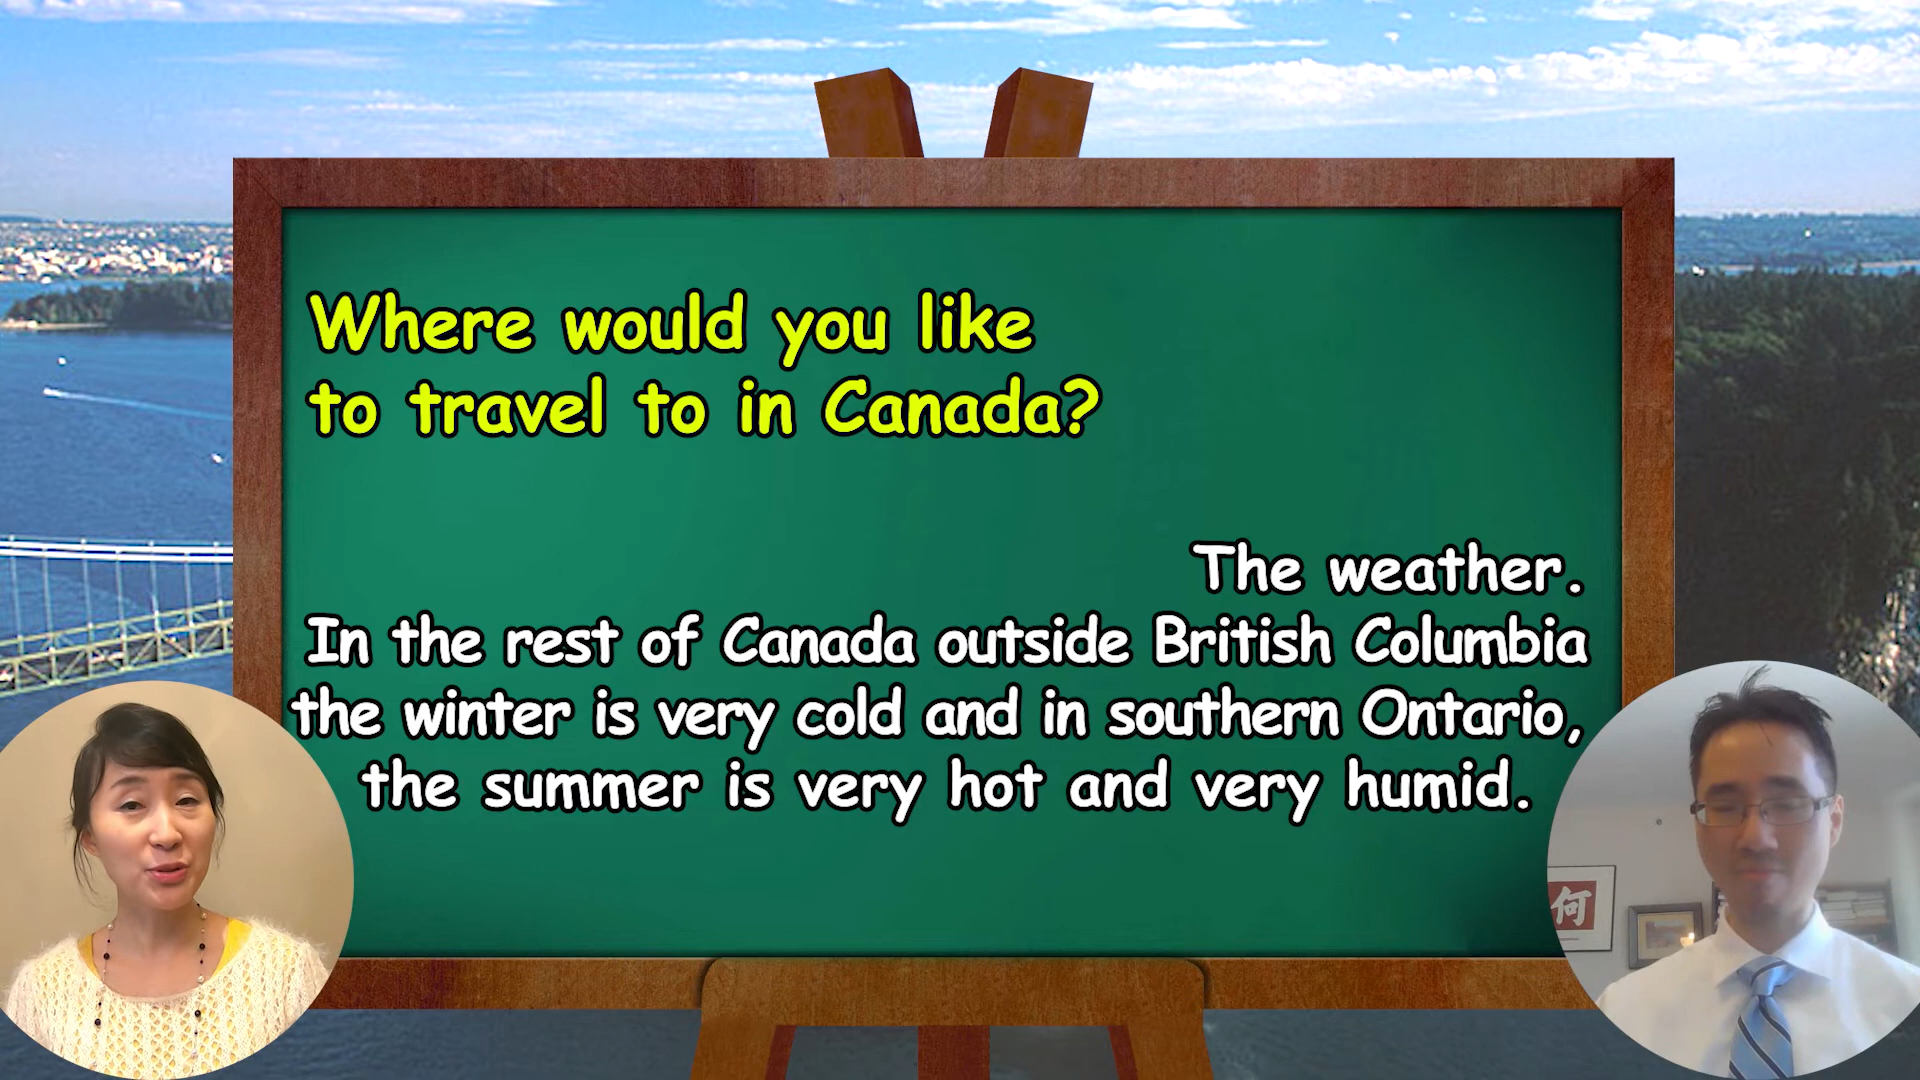 Where would you like
to travel to in Canada?
The weather.
In the rest of Canada outside British Columbia
the winter is very cold and in southern Ontario,
the summer is very hot and very humid.
何